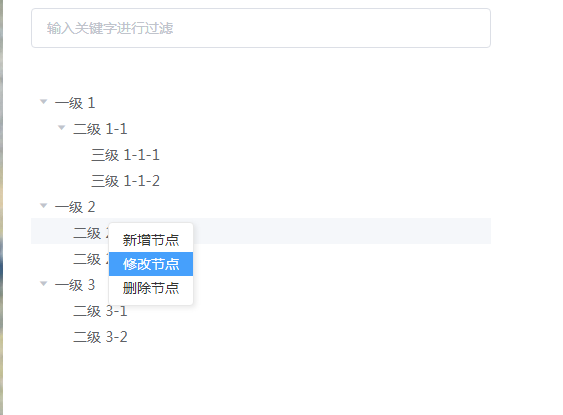 输入关键字进行过滤
一级 1
二级 1-1
三级 1-1-1
三级 1-1-2
一级 2
二级 2
新增节点
二级 2
修改节点
一级 3
删除节点
二级 3-1
二级 3-2